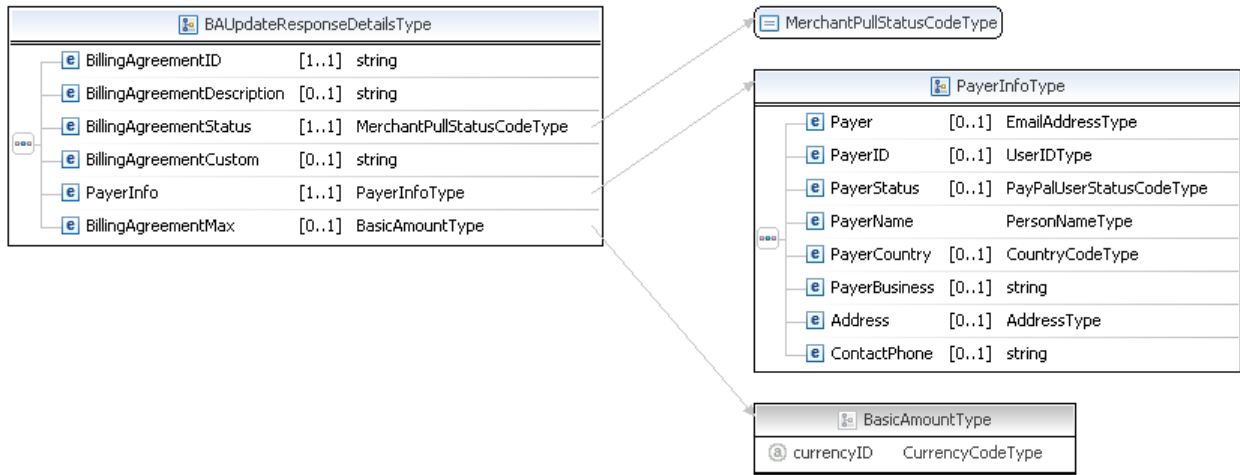 BAUpdateResponseDetailsType
e BillingAgreementID [1..1] string
e BillingAgreementDescription [0..1] string
e BillingAgreementStatus [1..1] MerchantPullStatusCodeType
e BillingAgreementCustom [0..1] string
e PayerInfo [1..1] PayerInfoType
e BillingAgreementMax [0..1] BasicAmountType
MerchantPullStatusCodeType
PayerInfoType
e Payer [0..1] EmailAddressType
e PayerID [0..1] UserIDType
e PayerStatus [0..1] PayPalUserStatusCodeType
e PayerName PersonNameType
e PayerCountry [0..1] CountryCodeType
e PayerBusiness [0..1] string
e Address [0..1] AddressType
e ContactPhone [0..1] string
BasicAmountType
a currencyID CurrencyCodeType